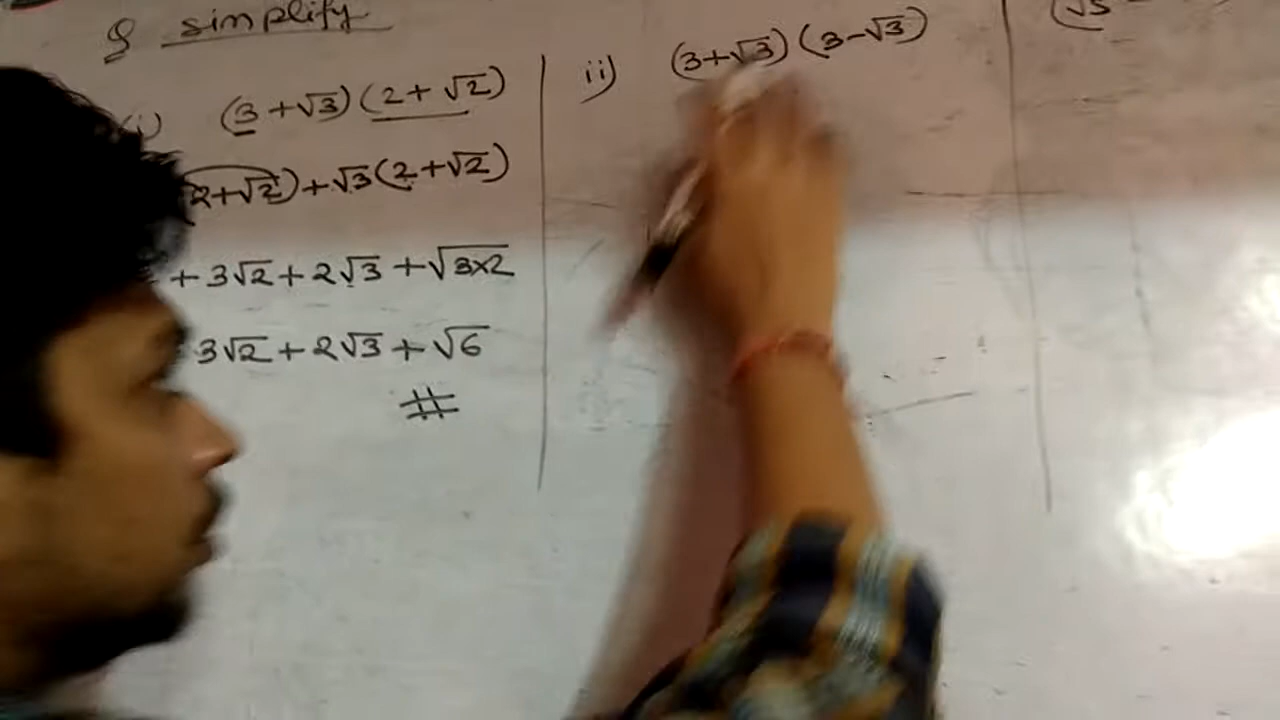 Q simplify
(i) (3+√3)(2+√2)
2+√2)+√3(2+√2)
+3√2+2√3+√3×2
3√2+2√3+√6
#
ii) (3+√3)(3-√3)
(√5